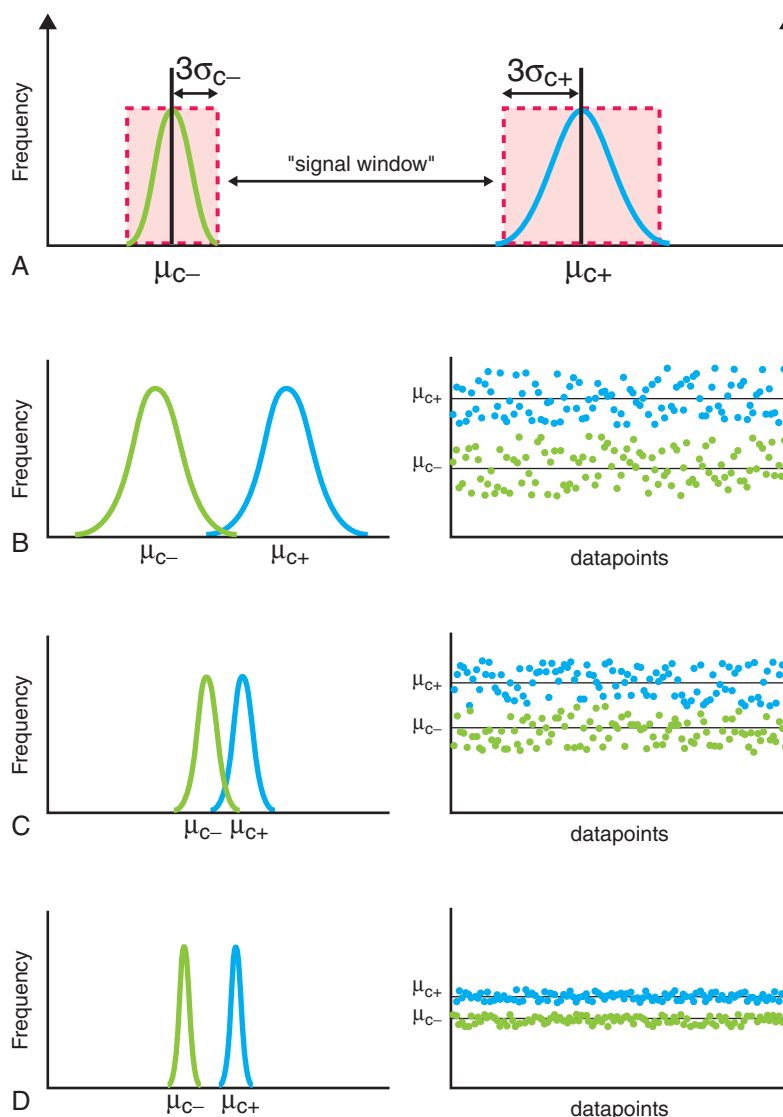 3σc–
3σc+
Frequency
"signal window"
A
μc–
μc+
Frequency
B
μc–
μc+
μc+
μc–
datapoints
Frequency
C
μc–
μc+
μc+
μc–
datapoints
Frequency
D
μc–
μc+
μc+
μc–
datapoints